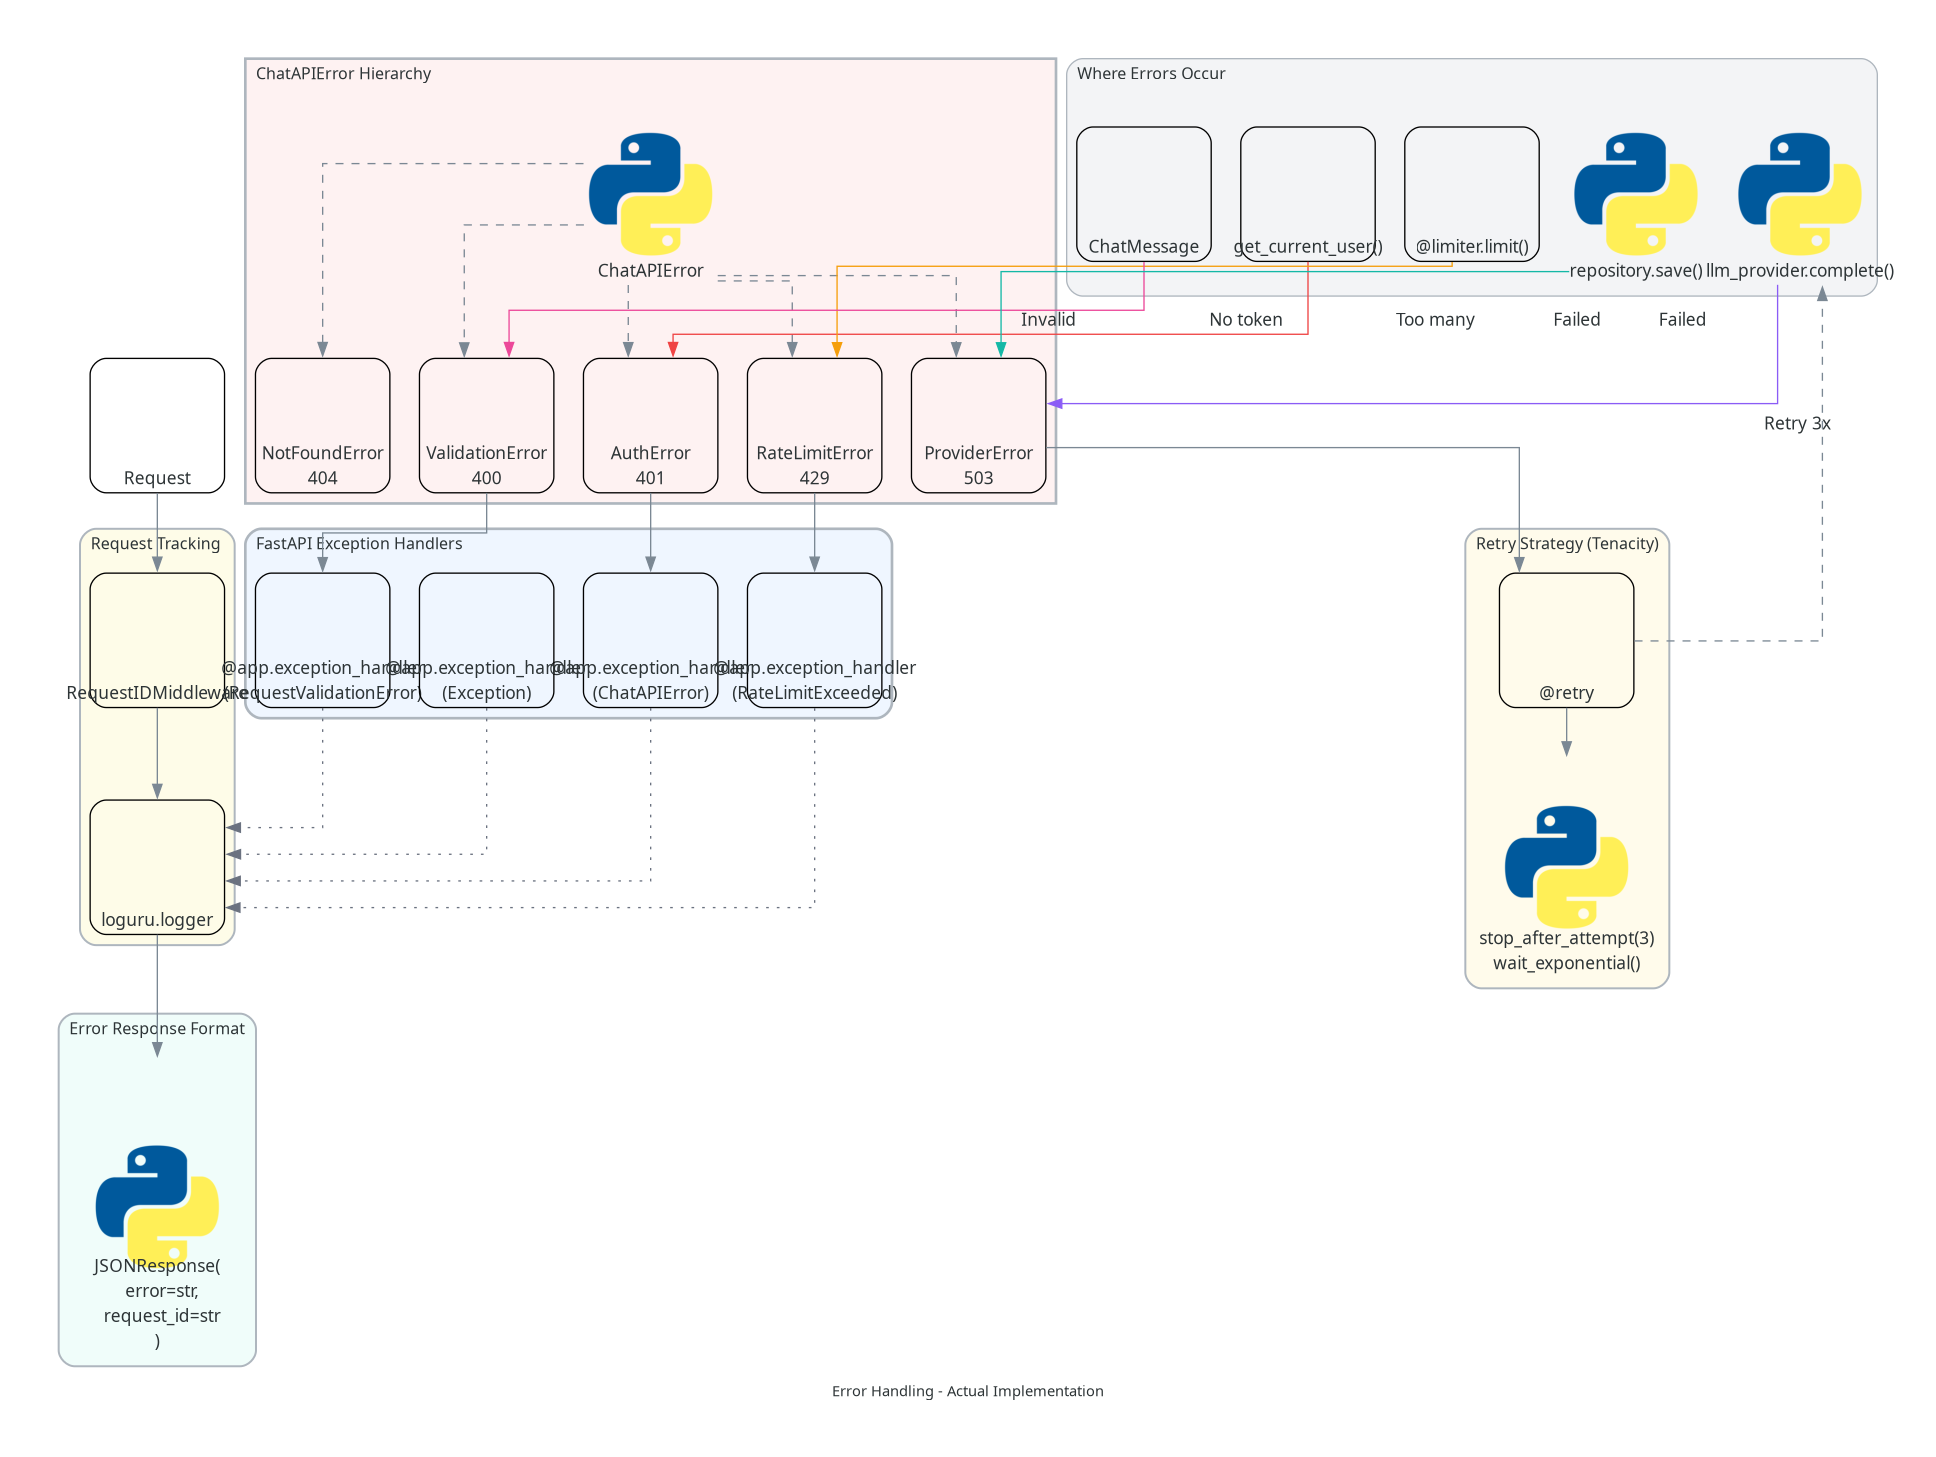 ChatAPIError Hierarchy
Where Errors Occur
ChatMessage
get_current_user()
@limiter.limit()
ChatAPIError
repository.save()
llm_provider.complete()
Invalid
No token
Too many
Failed
Failed
Retry 3x
Request
NotFoundError
404
ValidationError
400
AuthError
401
RateLimitError
429
ProviderError
503
Request Tracking
FastAPI Exception Handlers
Retry Strategy (Tenacity)
RequestIDMiddleware
@app.exception_handler
(RequestValidationError)
@app.exception_handler
(Exception)
@app.exception_handler
(ChatAPIError)
@app.exception_handler
(RateLimitExceeded)
@retry
loguru.logger
stop_after_attempt(3)
wait_exponential()
Error Response Format
JSONResponse(
error=str,
request_id=str
)
Error Handling - Actual Implementation